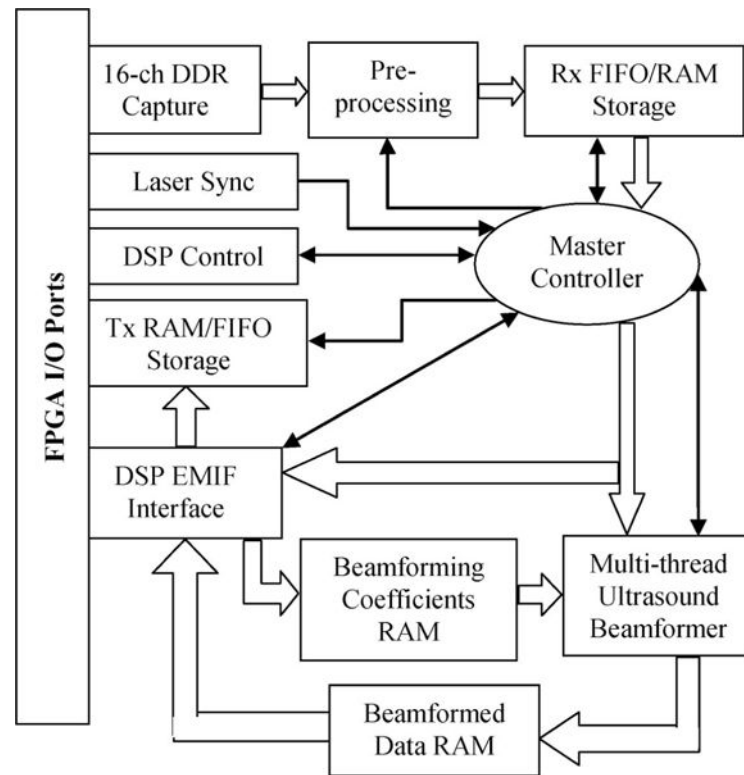 FPGA I/O Ports
16-ch DDR
Capture
Pre-
processing
Rx FIFO/RAM
Storage
Laser Sync
DSP Control
Master
Controller
Tx RAM/FIFO
Storage
DSP EMIF
Interface
Beamforming
Coefficients
RAM
Multi-thread
Ultrasound
Beamformer
Beamformed
Data RAM